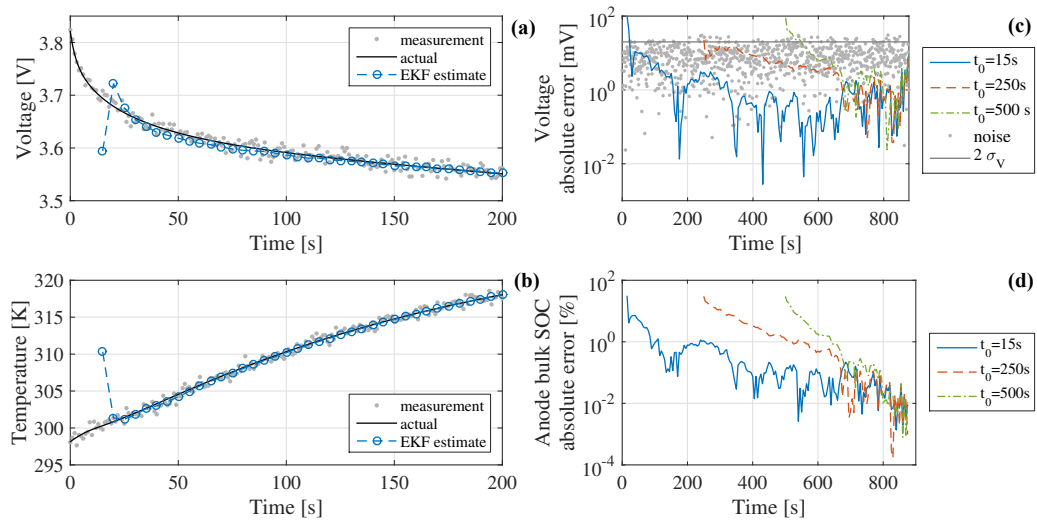 (a)
Voltage [V]
3.8
3.7
3.6
3.5
0
50
100
150
200
Time [s]
measurement
actual
EKF estimate
(b)
Temperature [K]
320
315
310
305
300
295
0
50
100
150
200
Time [s]
measurement
actual
EKF estimate
(c)
Voltage
absolute error [mV]
10^2
10^0
10^-2
0
200
400
600
800
Time [s]
t_0=15s
t_0=250s
t_0=500 s
noise
2 σ_V
(d)
Anode bulk SOC
absolute error [%]
10^2
10^0
10^-2
10^-4
0
200
400
600
800
Time [s]
t_0=15s
t_0=250s
t_0=500s